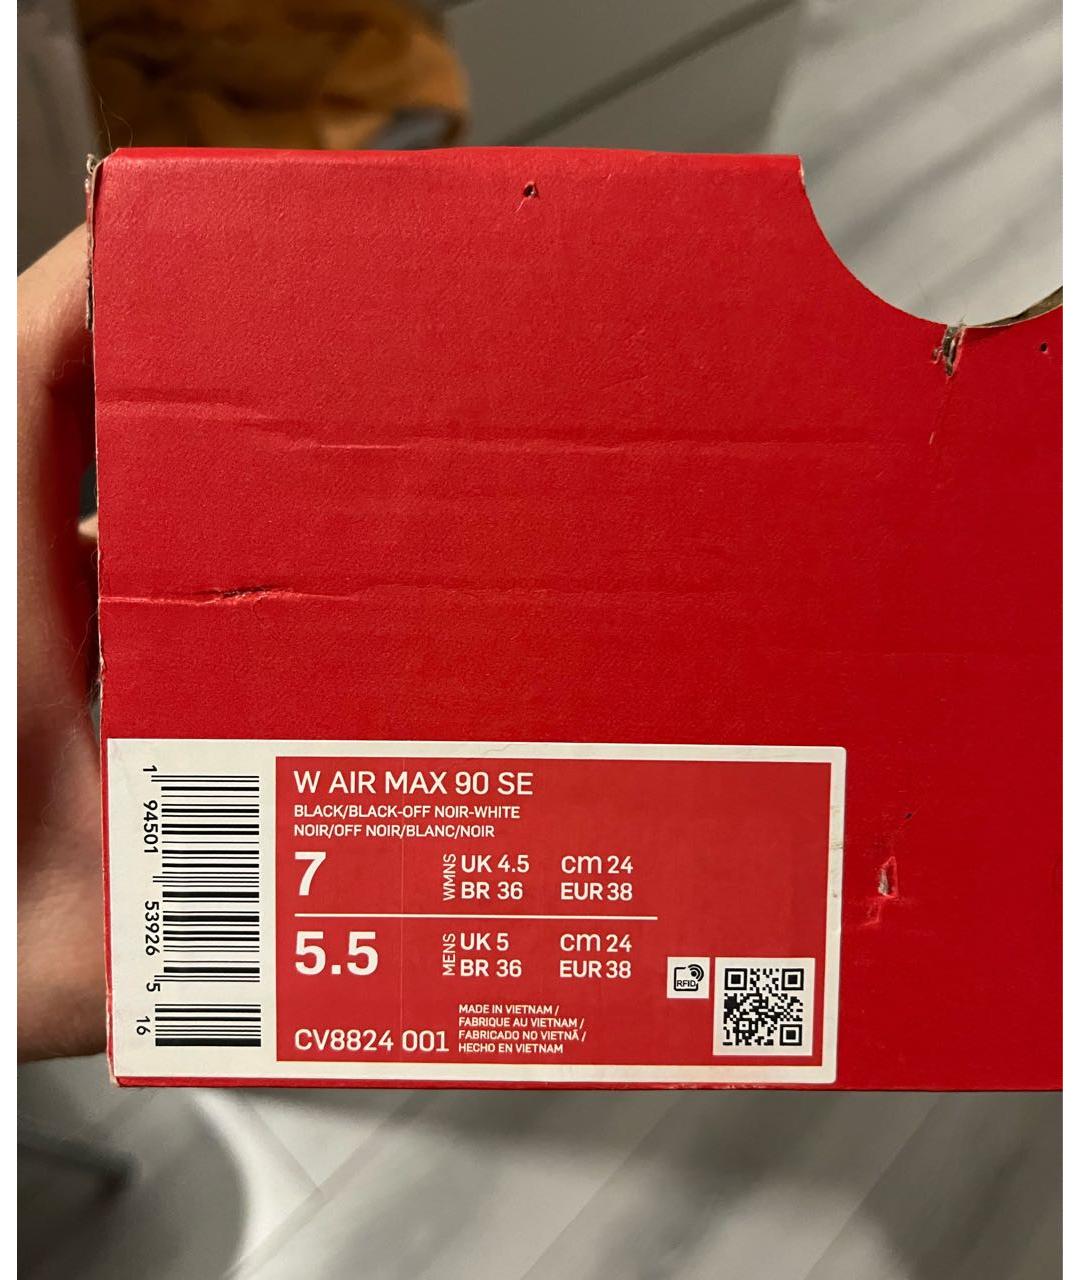 W AIR MAX 90 SE
BLACK/BLACK-OFF NOIR-WHITE
NOIR/OFF NOIR/BLANC/NOIR
7 WMNS UK 4.5 cm 24
BR 36 EUR 38
5.5 MENS UK 5 cm 24
BR 36 EUR 38
RFID
CV8824 001
MADE IN VIETNAM /
FABRIQUE AU VIETNAM /
FABRICADO NO VIETNÃ /
HECHO EN VIETNAM
1 94501 53926 5 16